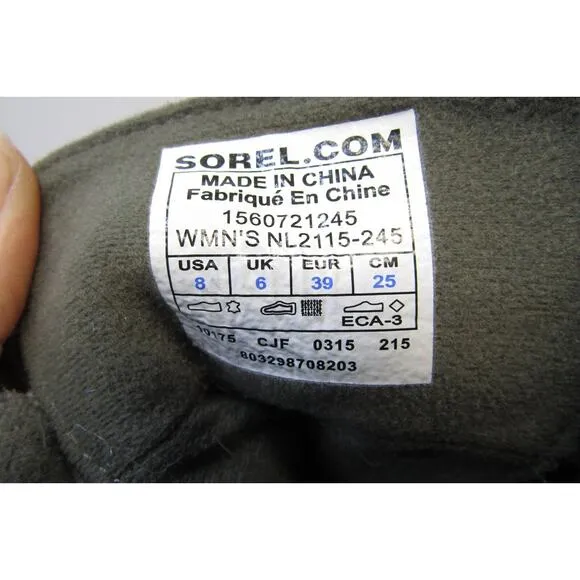 SOREL.COM
MADE IN CHINA
Fabriqué En Chine
1560721245
WMN'S NL2115-245
USA UK EUR CM
8 6 39 25
ECA-3
10175 CJF 0315 215
803298708203